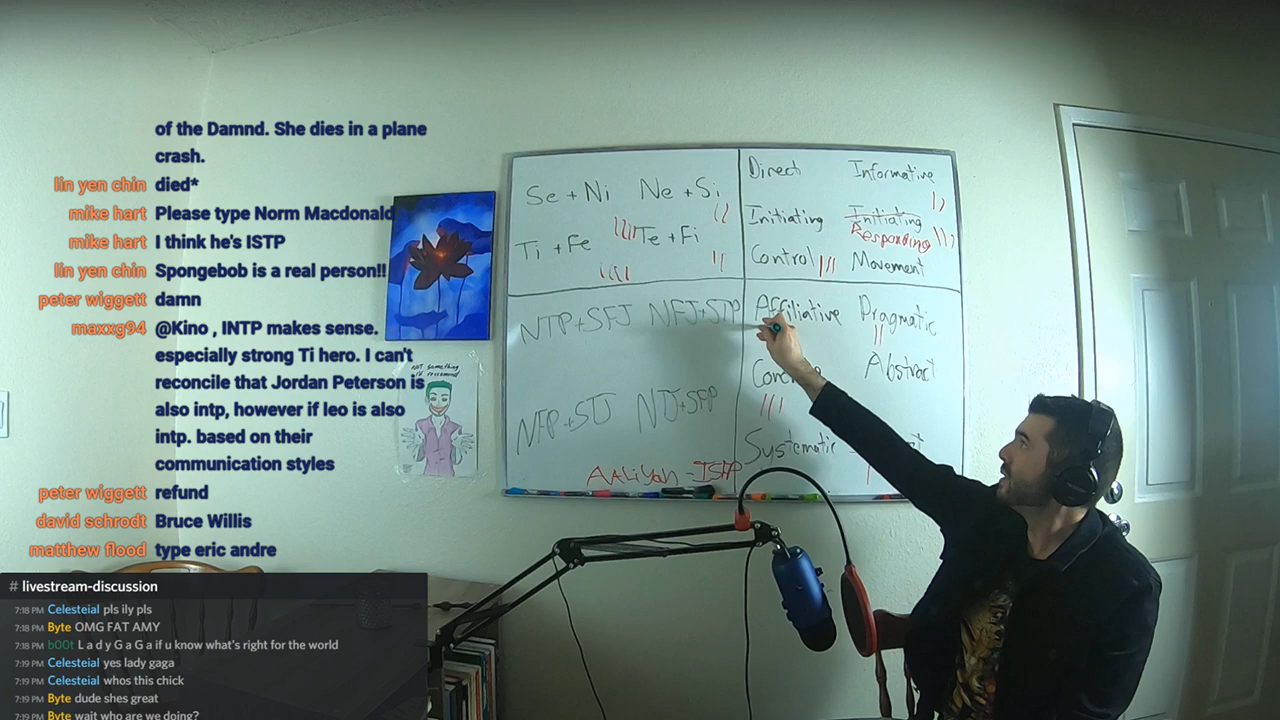 of the Damnd. She dies in a plane
crash.
lin yen chin died*
mike hart Please type Norm Macdonald
mike hart I think he's ISTP
lin yen chin Spongebob is a real person!!
peter wiggett damn
maxxg94 @Kino , INTP makes sense.
especially strong Ti hero. I can't
reconcile that Jordan Peterson is
also intp, however if leo is also
intp. based on their
communication styles
peter wiggett refund
david schrodt Bruce Willis
matthew flood type eric andre
# livestream-discussion
7:18 PM Celesteial pls ily pls
7:18 PM Byte OMG FAT AMY
7:18 PM b00t L a d y G a G a if u know what's right for the world
7:19 PM Celesteial yes lady gaga
7:19 PM Celesteial whos this chick
7:19 PM Byte dude shes great
7:19 PM Byte wait who are we doing?
NOT something
I'd recommend
Se + Ni Ne + Si
Ti + Fe Te + Fi
NTP+SFJ NFJ+STP
NFP+STJ NTJ+SFP
Aaliyah = ISFP
Direct Informative
Initiating Initiating
Responding
Control Movement
Affiliative Pragmatic
Abstract
Systematic